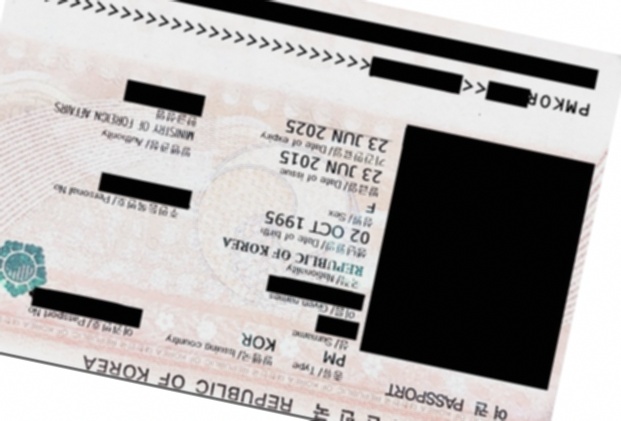 여권 PASSPORT
민 국 REPUBLIC OF KOREA
종류/Type
PM
발행국/Issuing country
KOR
여권번호/Passport No
성/Surname
이름/Given names
국적/Nationality
REPUBLIC OF KOREA
생년월일/Date of birth
02 OCT 1995
주민등록번호/Personal No
성별/Sex
F
발급일/Date of issue
23 JUN 2015
발행관청/Authority
MINISTRY OF FOREIGN AFFAIRS
기간만료일/Date of expiry
23 JUN 2025
한글성명
PMKOR
<<
<<<<<<<<<<<<<<<<<<<<<<<<<<<